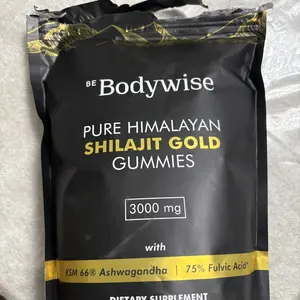 BE Bodywise
PURE HIMALAYAN
SHILAJIT GOLD
GUMMIES
3000 mg
with
KSM 66® Ashwagandha | 75% Fulvic Acid*
DIETARY SUPPLEMENT